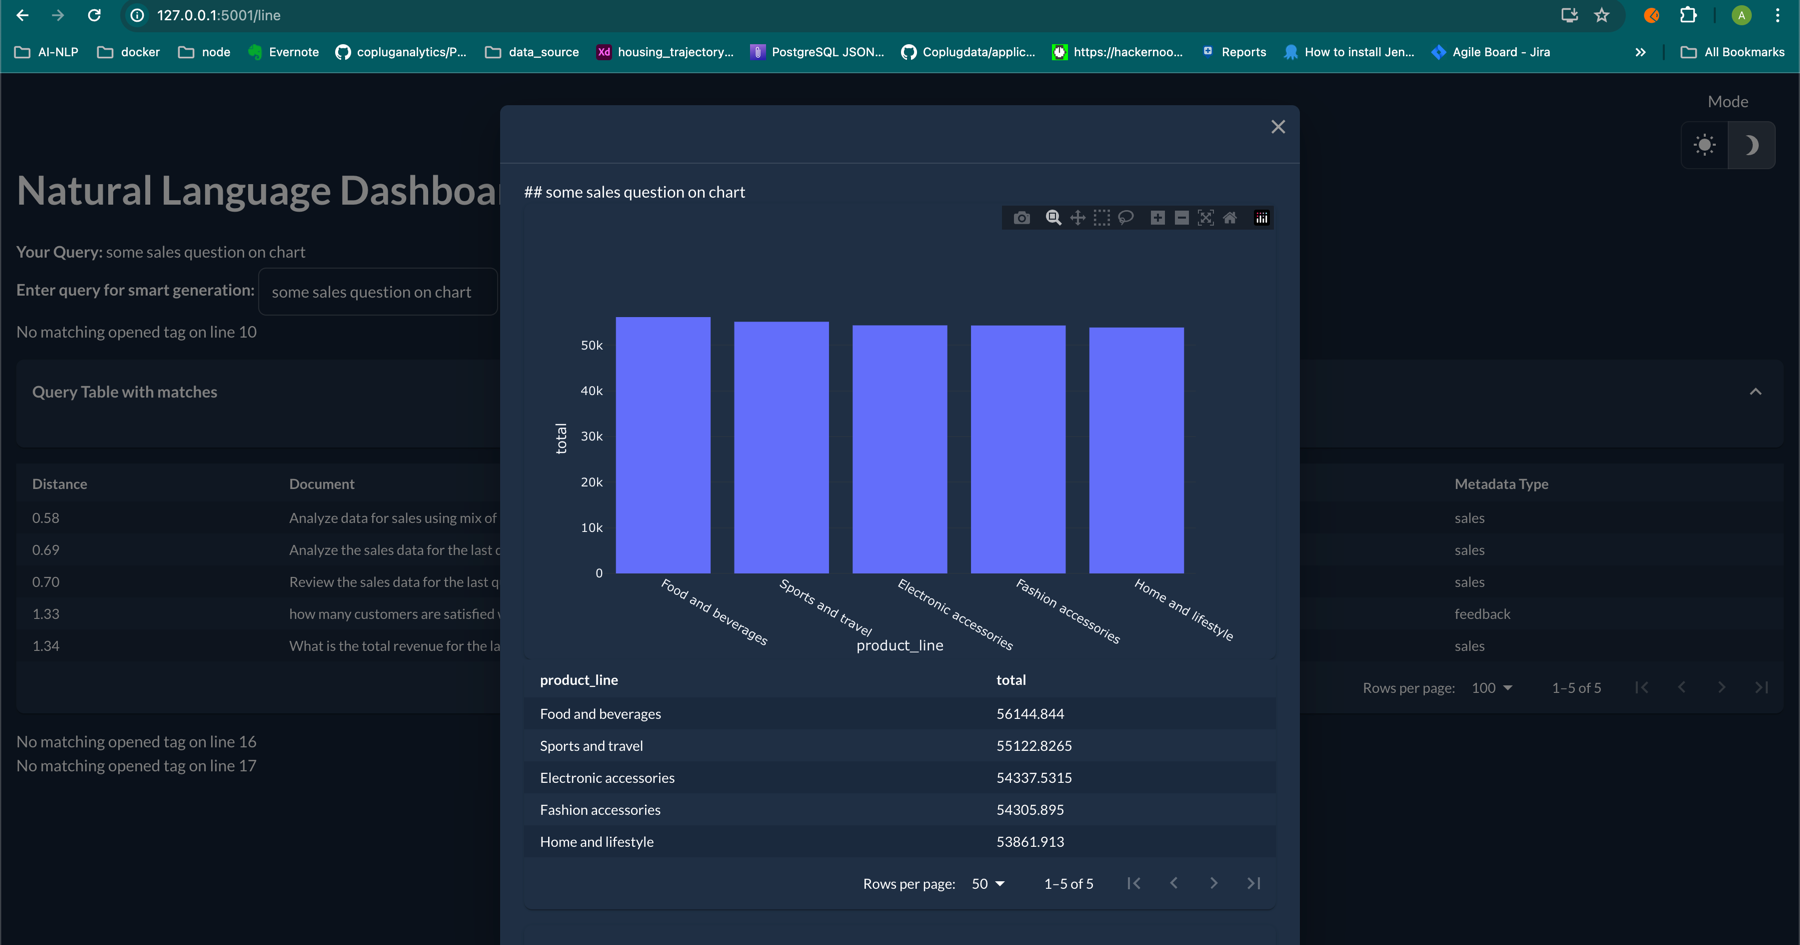 127.0.0.1:5001/line
A
AI-NLP docker node Evernote copluganalytics/P... data_source Xd housing_trajectory... PostgreSQL JSON... Coplugdata/applic... https://hackernoo... Reports How to install Jen... Agile Board - Jira » All Bookmarks
Mode
Natural Language Dashboa
Your Query: some sales question on chart
Enter query for smart generation: some sales question on chart
No matching opened tag on line 10
Query Table with matches
Distance Document Metadata Type
0.58 Analyze data for sales using mix of sales
0.69 Analyze the sales data for the last sales
0.70 Review the sales data for the last q sales
1.33 how many customers are satisfied feedback
1.34 What is the total revenue for the la sales
Rows per page: 100 1–5 of 5
No matching opened tag on line 16
No matching opened tag on line 17
## some sales question on chart
50k
40k
30k
20k
10k
0
total
Food and beverages
Sports and travel
Electronic accessories
Fashion accessories
Home and lifestyle
product_line
product_line total
Food and beverages 56144.844
Sports and travel 55122.8265
Electronic accessories 54337.5315
Fashion accessories 54305.895
Home and lifestyle 53861.913
Rows per page: 50 1–5 of 5